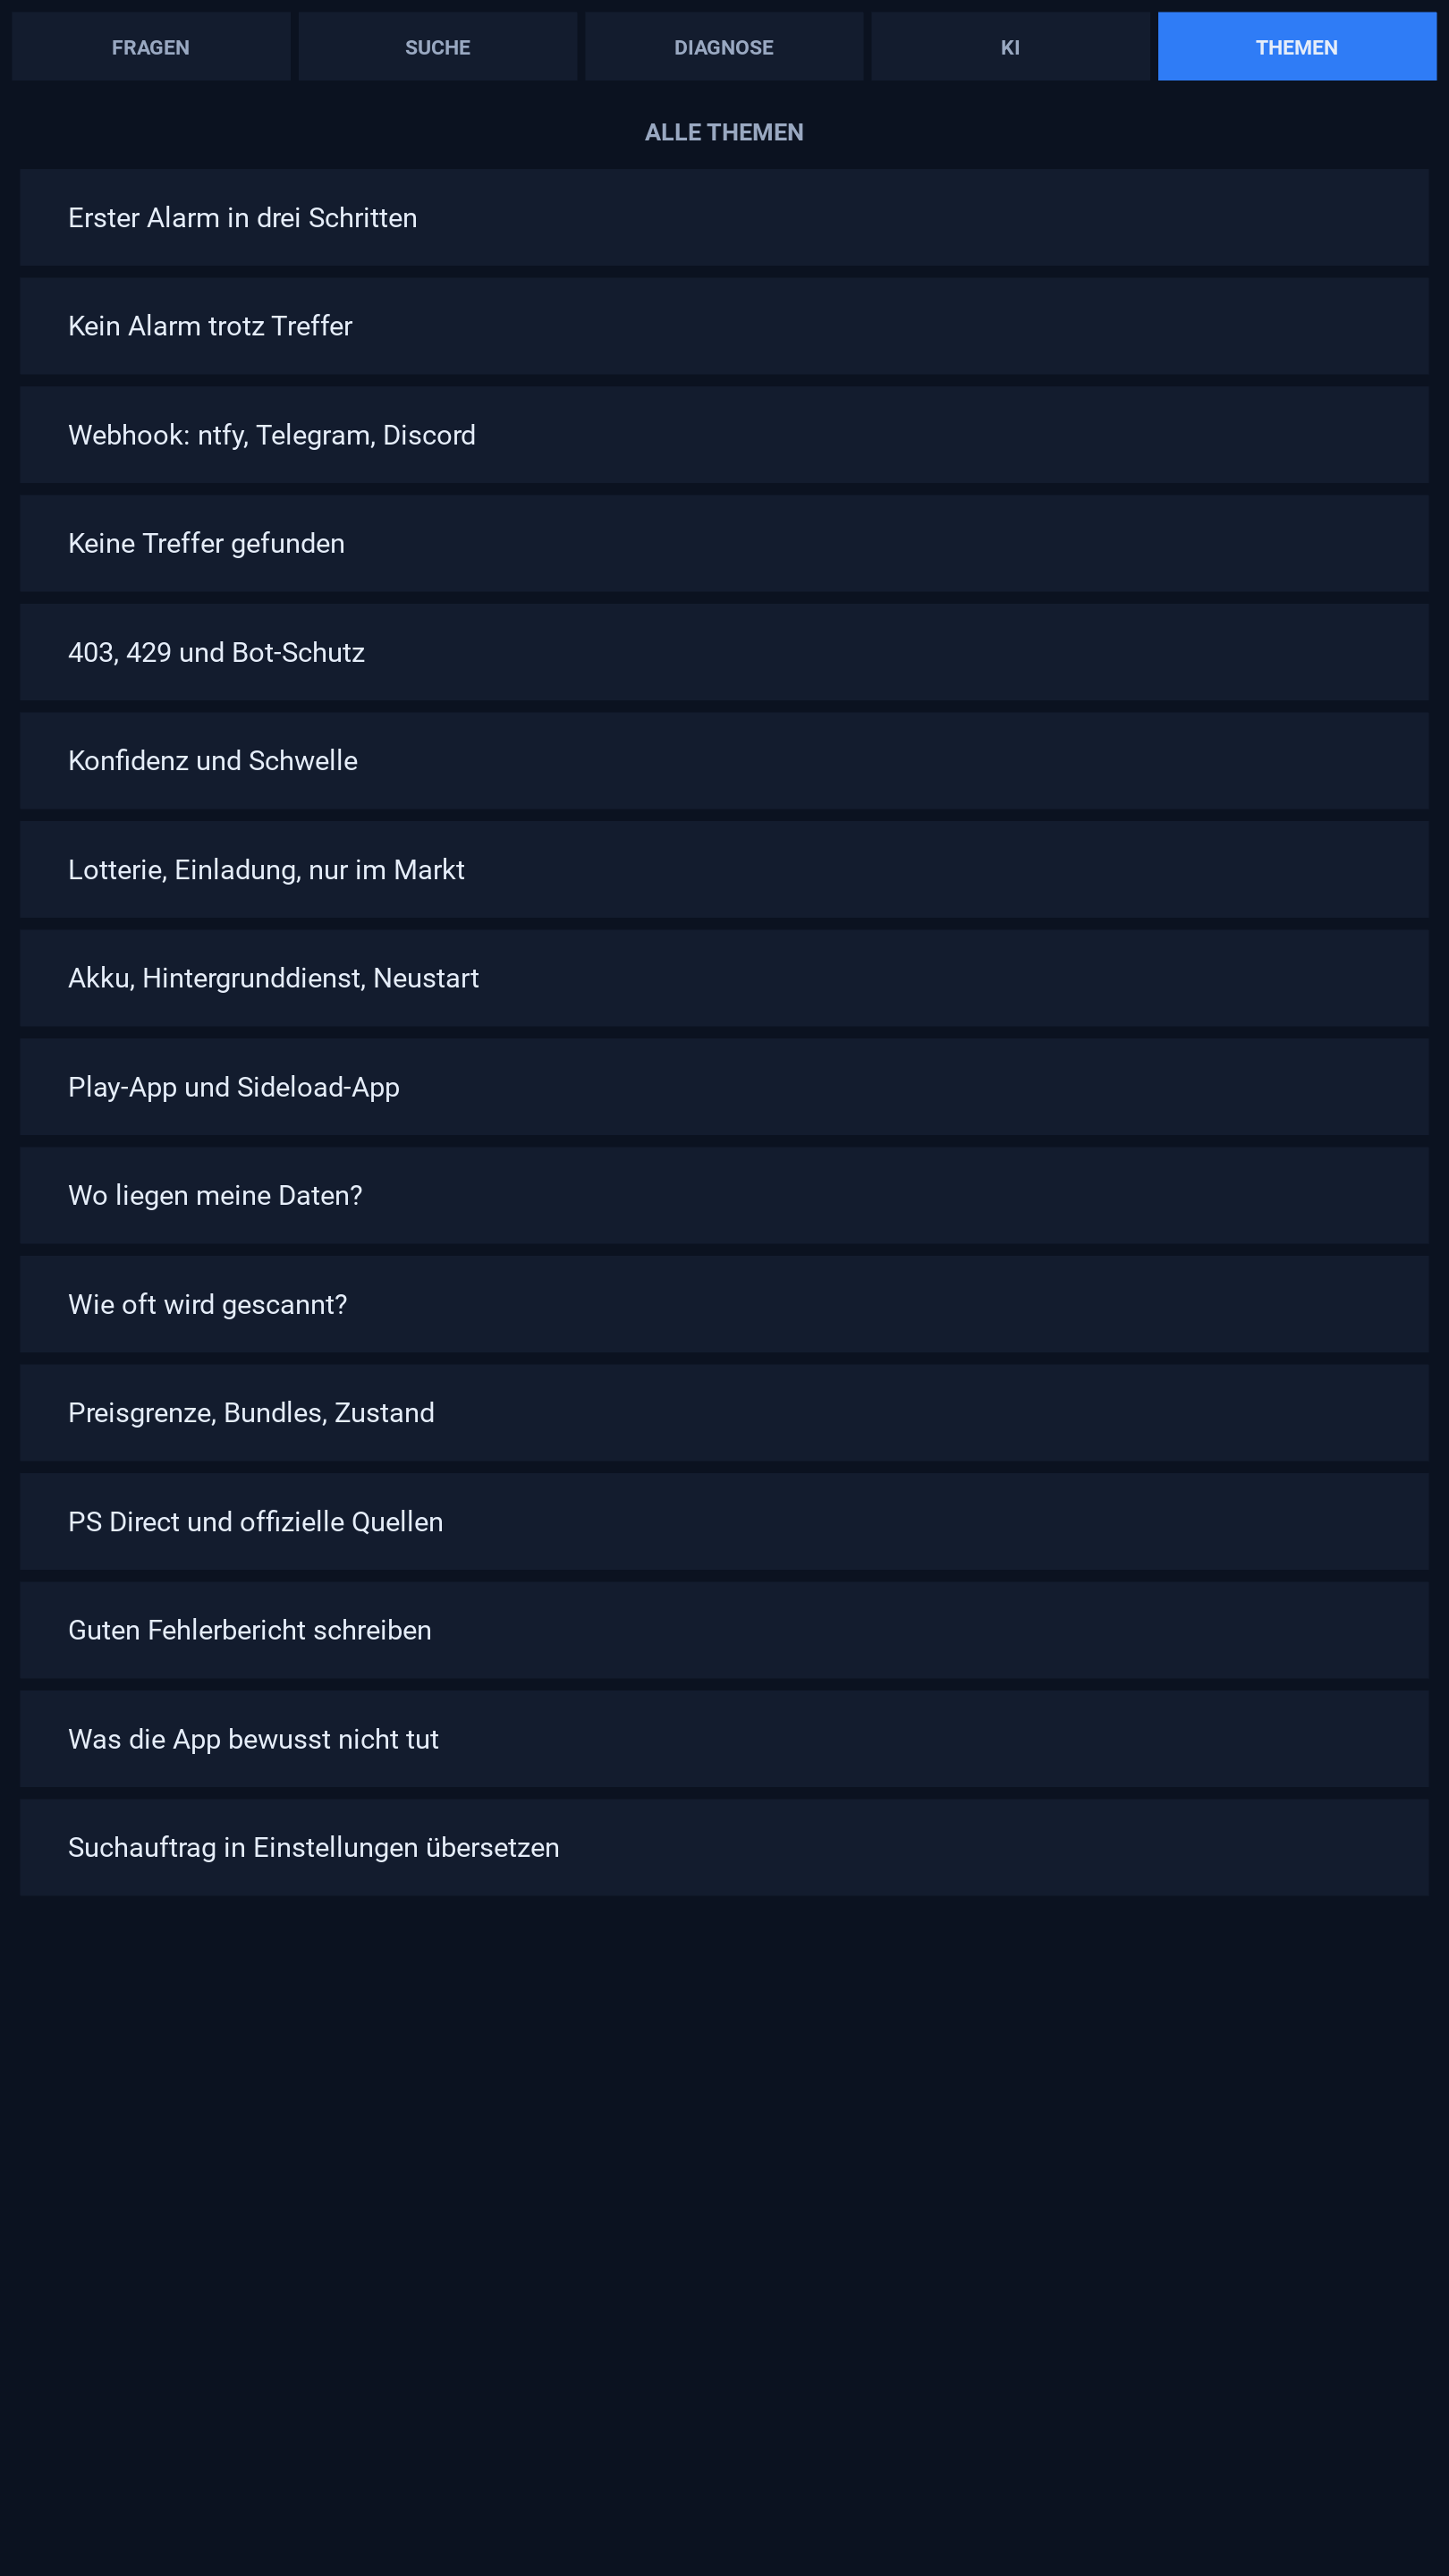 FRAGEN
SUCHE
DIAGNOSE
KI
THEMEN
ALLE THEMEN
Erster Alarm in drei Schritten
Kein Alarm trotz Treffer
Webhook: ntfy, Telegram, Discord
Keine Treffer gefunden
403, 429 und Bot-Schutz
Konfidenz und Schwelle
Lotterie, Einladung, nur im Markt
Akku, Hintergrunddienst, Neustart
Play-App und Sideload-App
Wo liegen meine Daten?
Wie oft wird gescannt?
Preisgrenze, Bundles, Zustand
PS Direct und offizielle Quellen
Guten Fehlerbericht schreiben
Was die App bewusst nicht tut
Suchauftrag in Einstellungen übersetzen